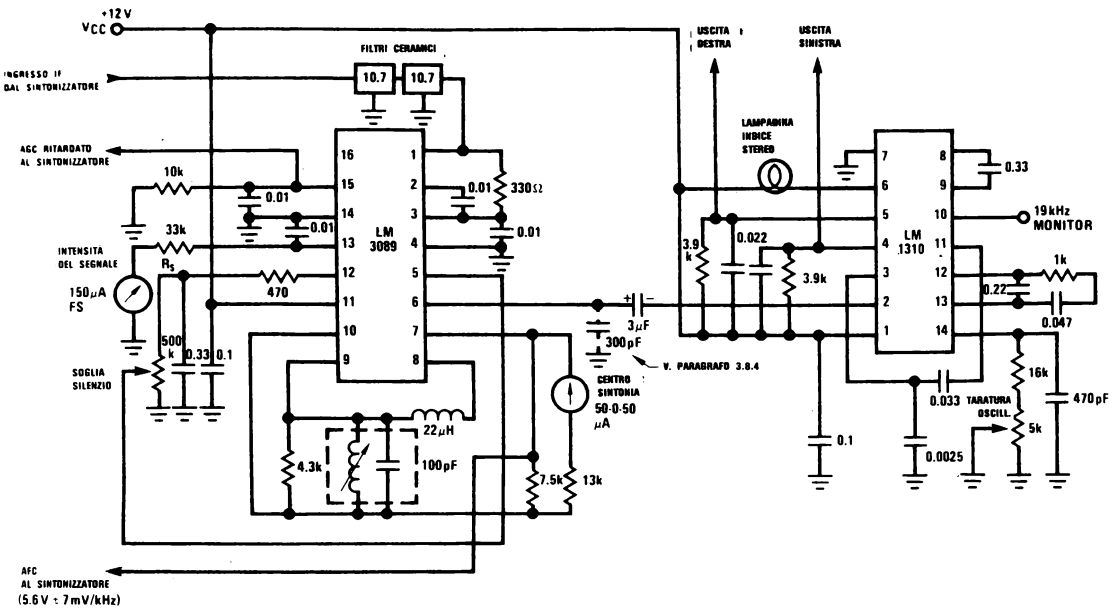 +12V
VCC
INGRESSO IF
DAL SINTONIZZATORE
FILTRI CERAMICI
10.7
10.7
AGC RITARDATO
AL SINTONIZZATORE
10k
0.01
0.01
33k
INTENSITÀ
DEL SEGNALE
RS
470
150µA
FS
500
k
0.33
0.1
SOGLIA
SILENZIO
16
15
14
13
12
11
10
9
LM
3089
1
2
3
4
5
6
7
8
0.01
330Ω
0.01
22µH
4.3k
100pF
7.5k
13k
CENTRO
SINTONIA
50-0-50
µA
+
−
3µF
300pF
V. PARAGRAFO 3.8.4
AFC
AL SINTONIZZATORE
(5.6V ± 7mV/kHz)
USCITA
DESTRA
USCITA
SINISTRA
LAMPADINA
INDICE
STEREO
3.9
k
0.022
3.9k
0.1
7
6
5
4
3
2
1
LM
1310
8
9
10
11
12
13
14
0.33
19kHz
MONITOR
1k
0.22
0.047
0.033
0.0025
16k
TARATURA
OSCILL.
5k
470pF